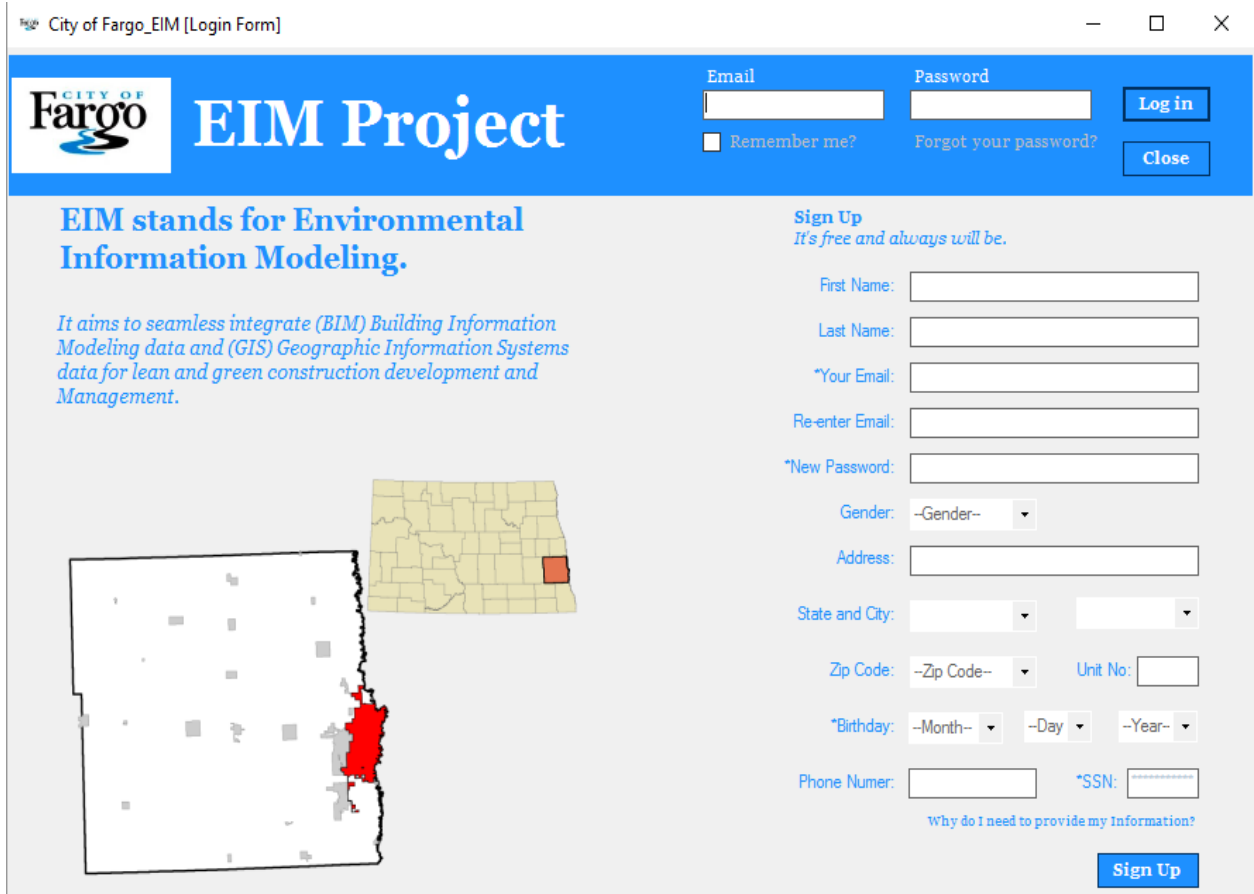 City of Fargo_EIM [Login Form]
CITY OF
Fargo
EIM Project
Email
Password
Log in
Remember me?
Forgot your password?
Close
EIM stands for Environmental
Information Modeling.
It aims to seamless integrate (BIM) Building Information
Modeling data and (GIS) Geographic Information Systems
data for lean and green construction development and
Management.
Sign Up
It's free and always will be.
First Name:
Last Name:
*Your Email:
Re-enter Email:
*New Password:
Gender: --Gender--
Address:
State and City:
Zip Code: --Zip Code-- Unit No:
*Birthday: --Month-- --Day --Year--
Phone Numer: *SSN: ***********
Why do I need to provide my Information?
Sign Up